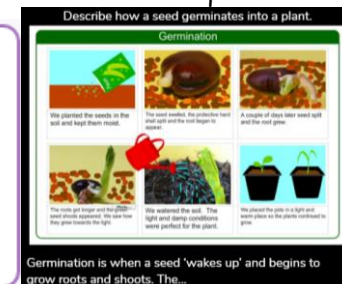 Describe how a seed germinates into a plant.
Germination
We planted the seeds in the
soil and kept them moist.
The seed swelled, the protective hard
shell split and the root began to
appear.
A couple of days later seed split
and the root grew.
The roots got longer and the green
seed shoots appeared. We saw how
they grew towards the light.
We watered the soil. The
light and damp conditions
were perfect for the plant.
We placed the pots in a light and
warm place so the plants continued to
grow.
Germination is when a seed 'wakes up' and begins to
grow roots and shoots. The...